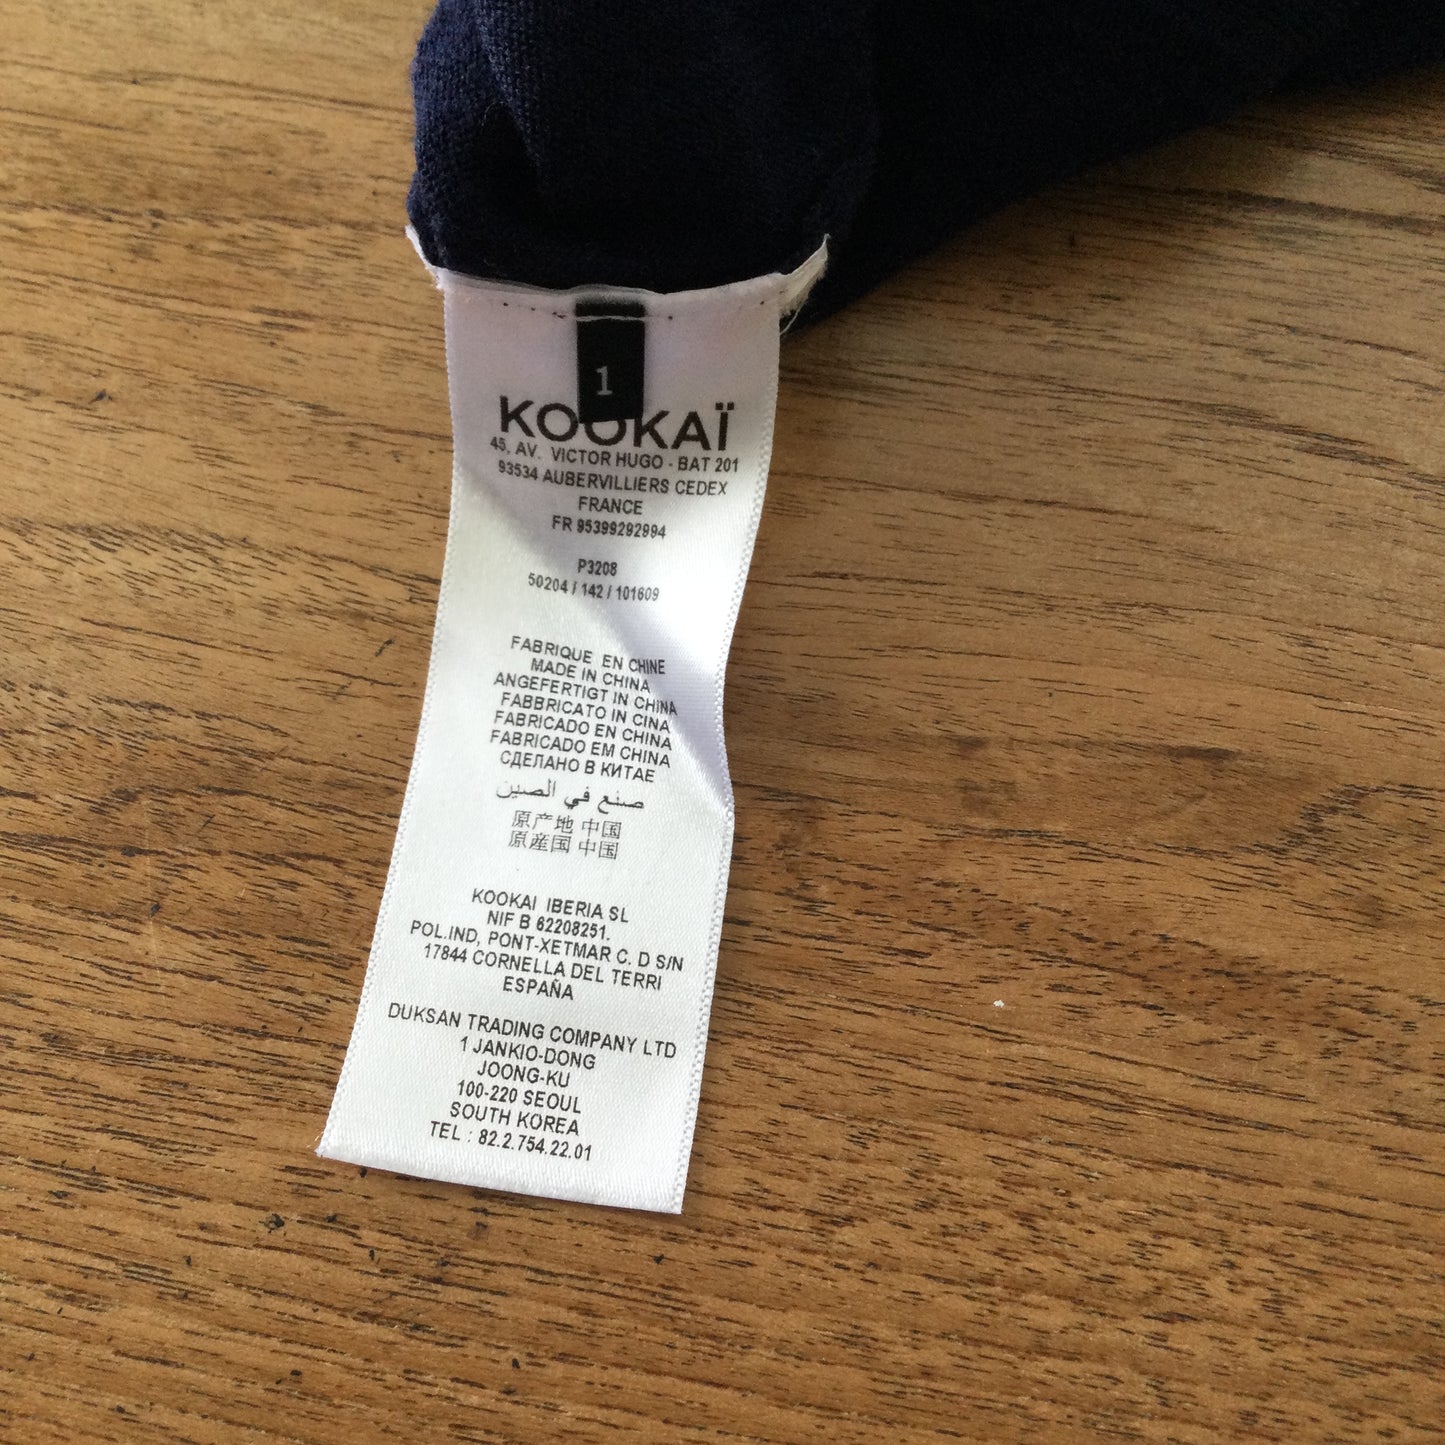 1
KOOKAÏ
45, AV. VICTOR HUGO - BAT 201
93534 AUBERVILLIERS CEDEX
FRANCE
FR 95399292994
P3208
50204 / 142 / 101609
FABRIQUE EN CHINE
MADE IN CHINA
ANGEFERTIGT IN CHINA
FABBRICATO IN CINA
FABRICADO EN CHINA
FABRICADO EM CHINA
СДЕЛАНО В КИТАЕ
صنع في الصين
原产地 中国
原産国 中国
KOOKAI IBERIA SL
NIF B 62208251.
POL.IND, PONT-XETMAR C. D S/N
17844 CORNELLA DEL TERRI
ESPAÑA
DUKSAN TRADING COMPANY LTD
1 JANKIO-DONG
JOONG-KU
100-220 SEOUL
SOUTH KOREA
TEL : 82.2.754.22.01